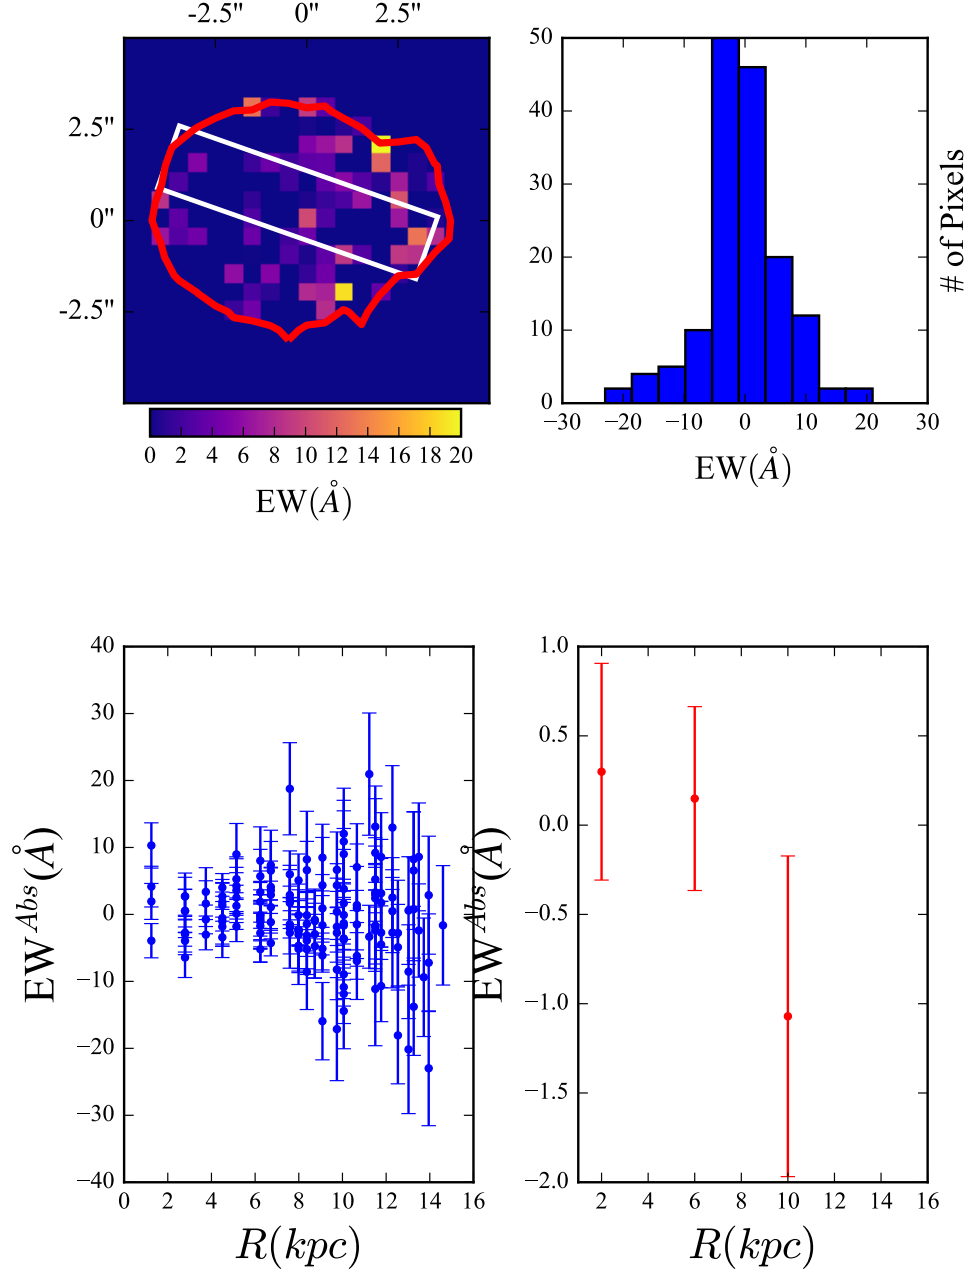 -2.5" 0" 2.5"
2.5"
0"
-2.5"
0 2 4 6 8 10 12 14 16 18 20
EW(Å)
50
40
30
20
10
0
−30 −20 −10 0 10 20 30
EW(Å)
# of Pixels
40
30
20
10
0
−10
−20
−30
−40
0 2 4 6 8 10 12 14 16
EW^{Abs}(Å)
R(kpc)
1.0
0.5
0.0
−0.5
−1.0
−1.5
−2.0
2 4 6 8 10 12 14 16
EW^{Abs}(Å)
R(kpc)